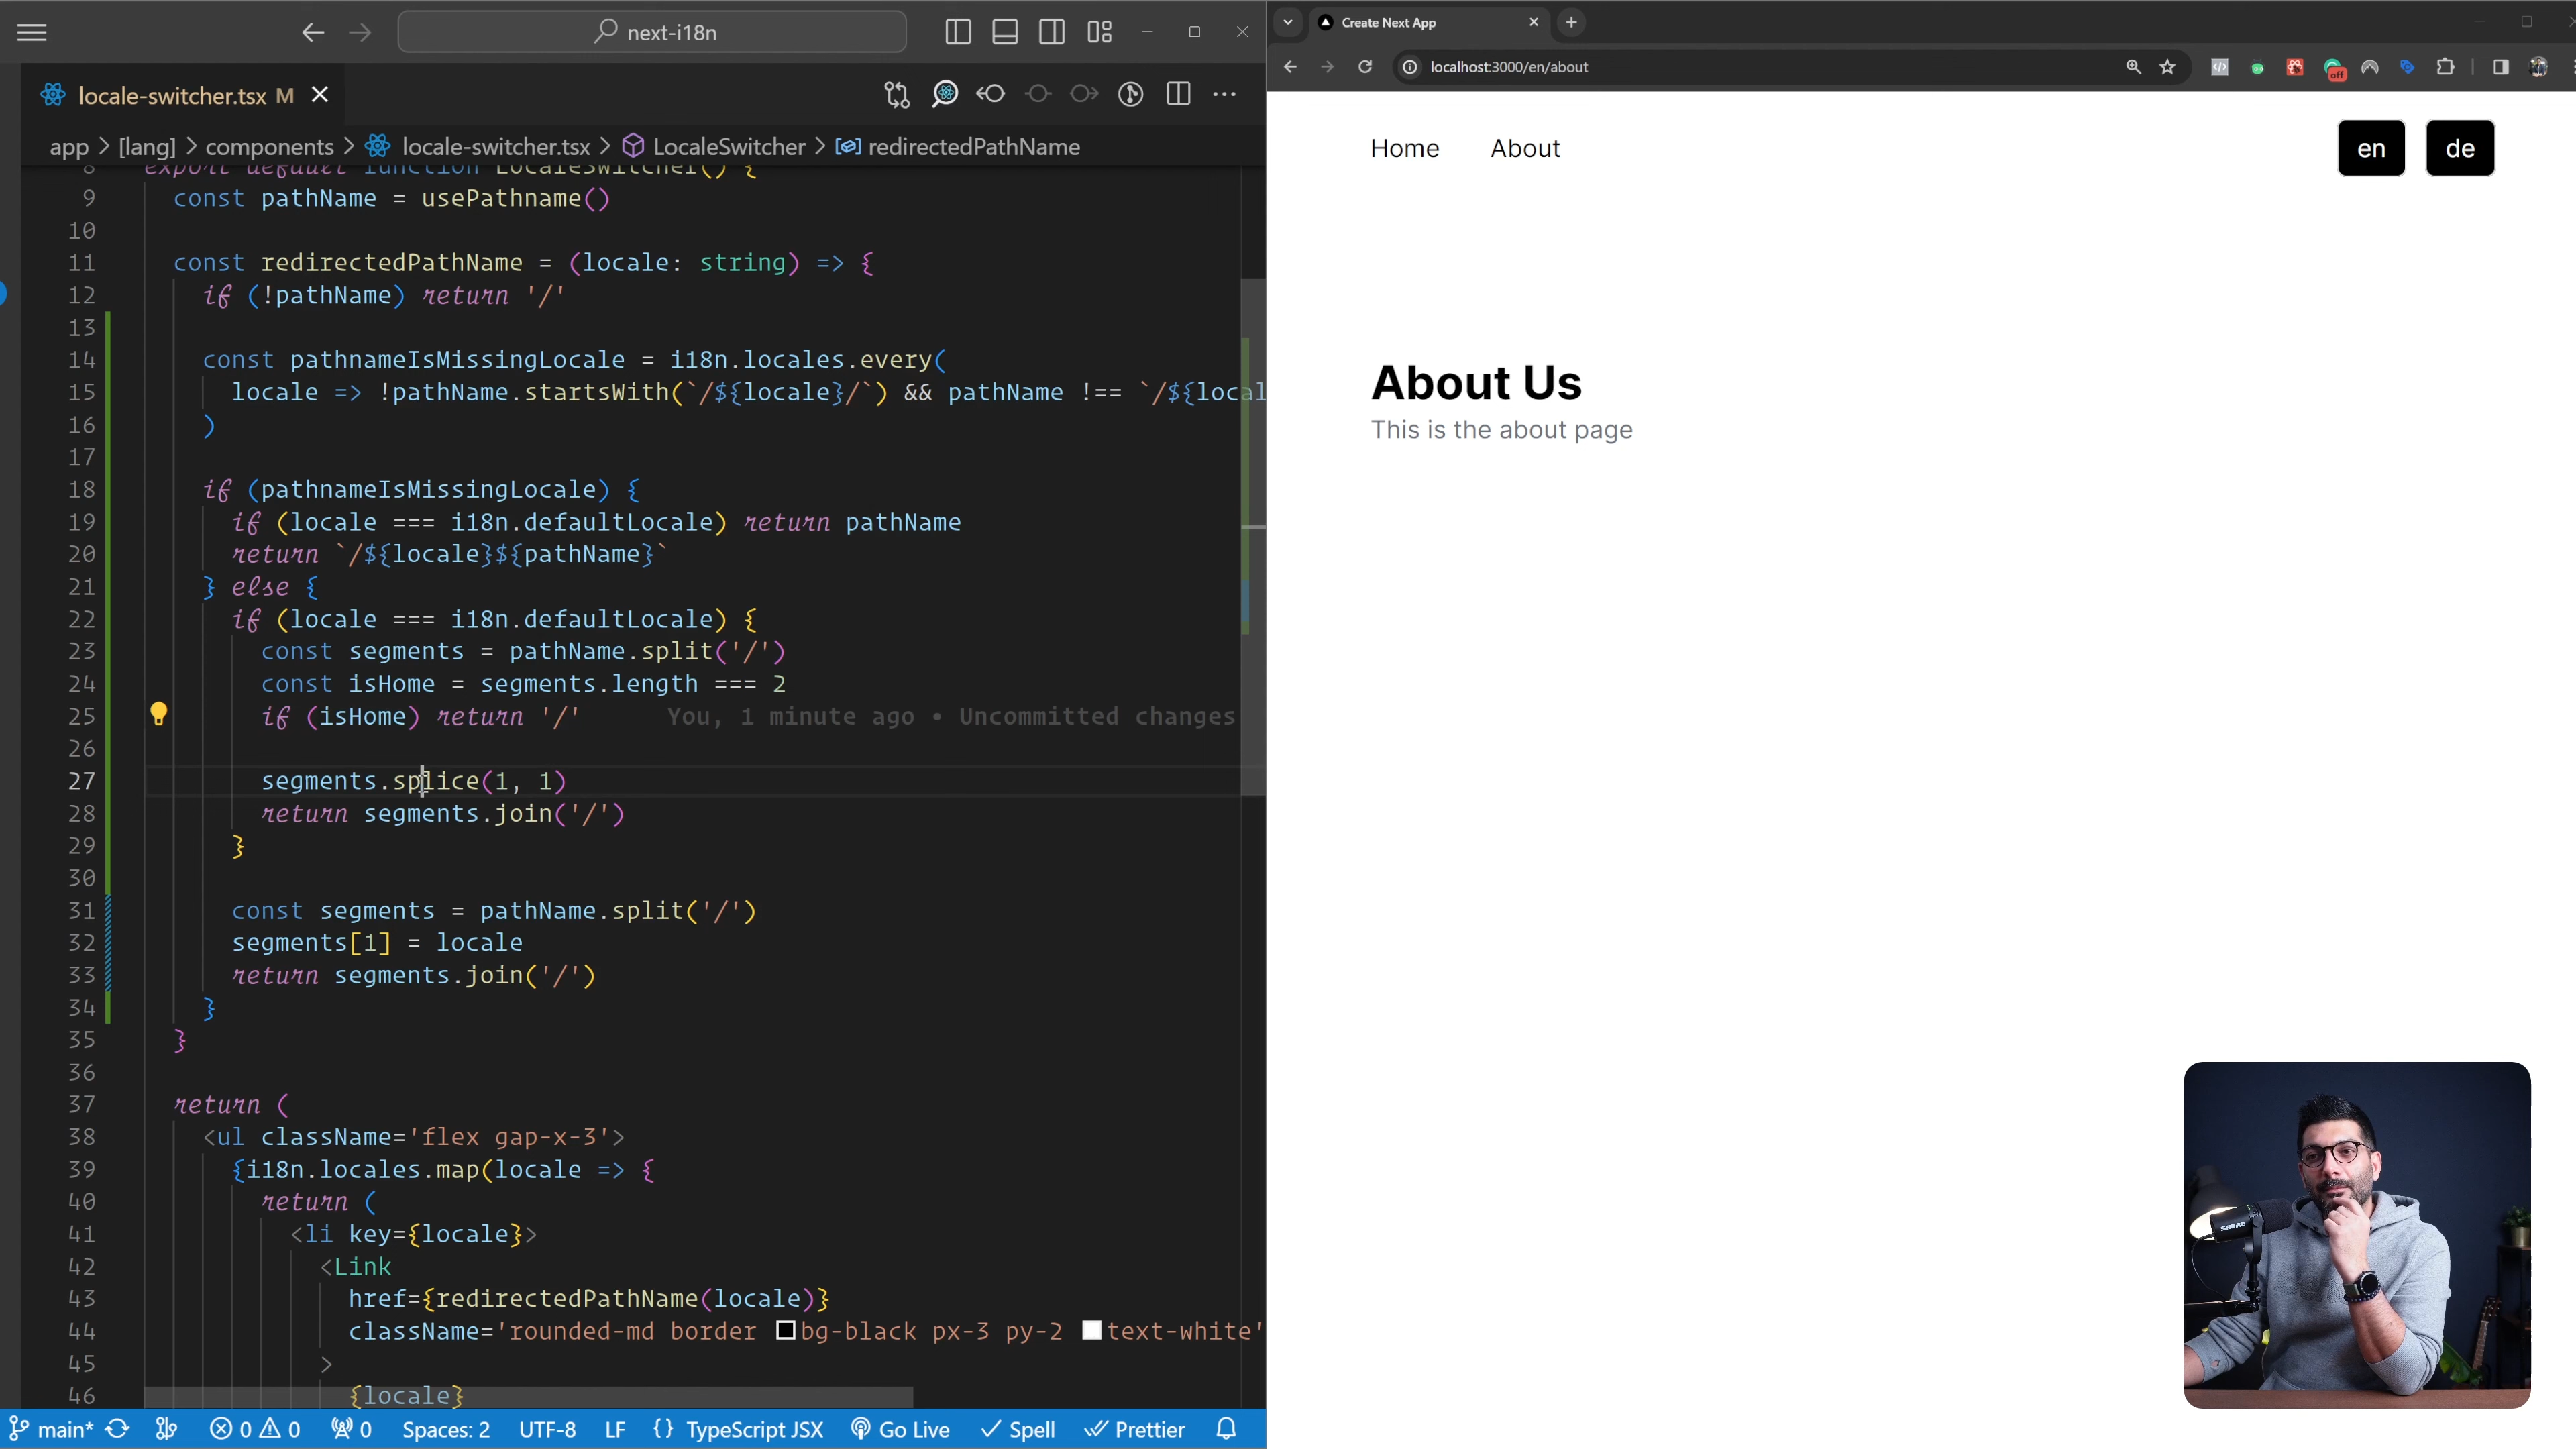 next-i18n
locale-switcher.tsx M
app > [lang] > components > locale-switcher.tsx > LocaleSwitcher > redirectedPathName
8 export default function LocaleSwitcher() {
9 const pathName = usePathname()
10
11 const redirectedPathName = (locale: string) => {
12 if (!pathName) return '/'
13
14 const pathnameIsMissingLocale = i18n.locales.every(
15 locale => !pathName.startsWith(`/${locale}/`) && pathName !== `/${local
16 )
17
18 if (pathnameIsMissingLocale) {
19 if (locale === i18n.defaultLocale) return pathName
20 return `/${locale}${pathName}`
21 } else {
22 if (locale === i18n.defaultLocale) {
23 const segments = pathName.split('/')
24 const isHome = segments.length === 2
25 if (isHome) return '/' You, 1 minute ago • Uncommitted changes
26
27 segments.splice(1, 1)
28 return segments.join('/')
29 }
30
31 const segments = pathName.split('/')
32 segments[1] = locale
33 return segments.join('/')
34 }
35 }
36
37 return (
38 <ul className='flex gap-x-3'>
39 {i18n.locales.map(locale => {
40 return (
41 <li key={locale}>
42 <Link
43 href={redirectedPathName(locale)}
44 className='rounded-md border bg-black px-3 py-2 text-white'
45 >
46 {locale}
main* 0 0 0 Spaces: 2 UTF-8 LF {} TypeScript JSX Go Live Spell Prettier
Create Next App
localhost:3000/en/about
off
Home About en de
About Us
This is the about page